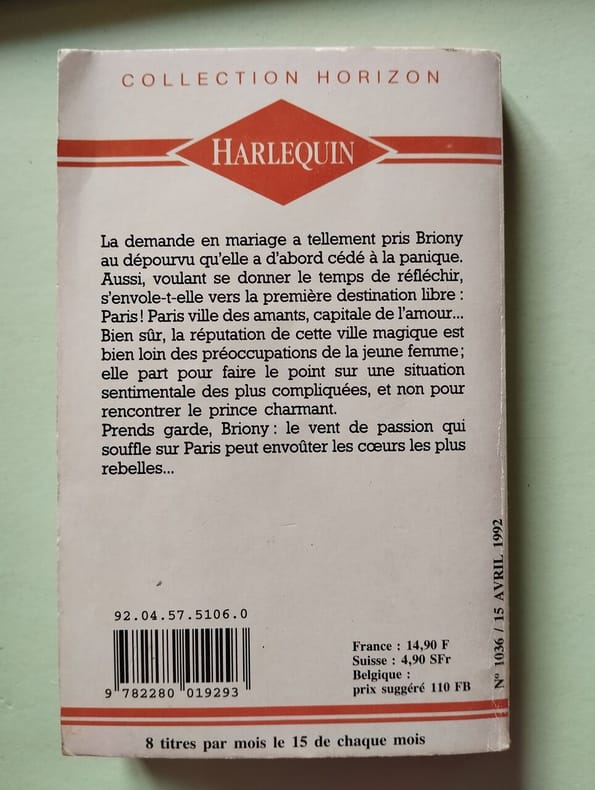 COLLECTION HORIZON
HARLEQUIN
La demande en mariage a tellement pris Briony
au dépourvu qu'elle a d'abord cédé à la panique.
Aussi, voulant se donner le temps de réfléchir,
s'envole-t-elle vers la première destination libre :
Paris! Paris ville des amants, capitale de l'amour...
Bien sûr, la réputation de cette ville magique est
bien loin des préoccupations de la jeune femme;
elle part pour faire le point sur une situation
sentimentale des plus compliquées, et non pour
rencontrer le prince charmant.
Prends garde, Briony : le vent de passion qui
souffle sur Paris peut envoûter les cœurs les plus
rebelles...
92.04.57.5106.0
9 782280 019293
France : 14,90 F
Suisse : 4,90 SFr
Belgique :
prix suggéré 110 FB
N° 1036 / 15 AVRIL 1992
8 titres par mois le 15 de chaque mois